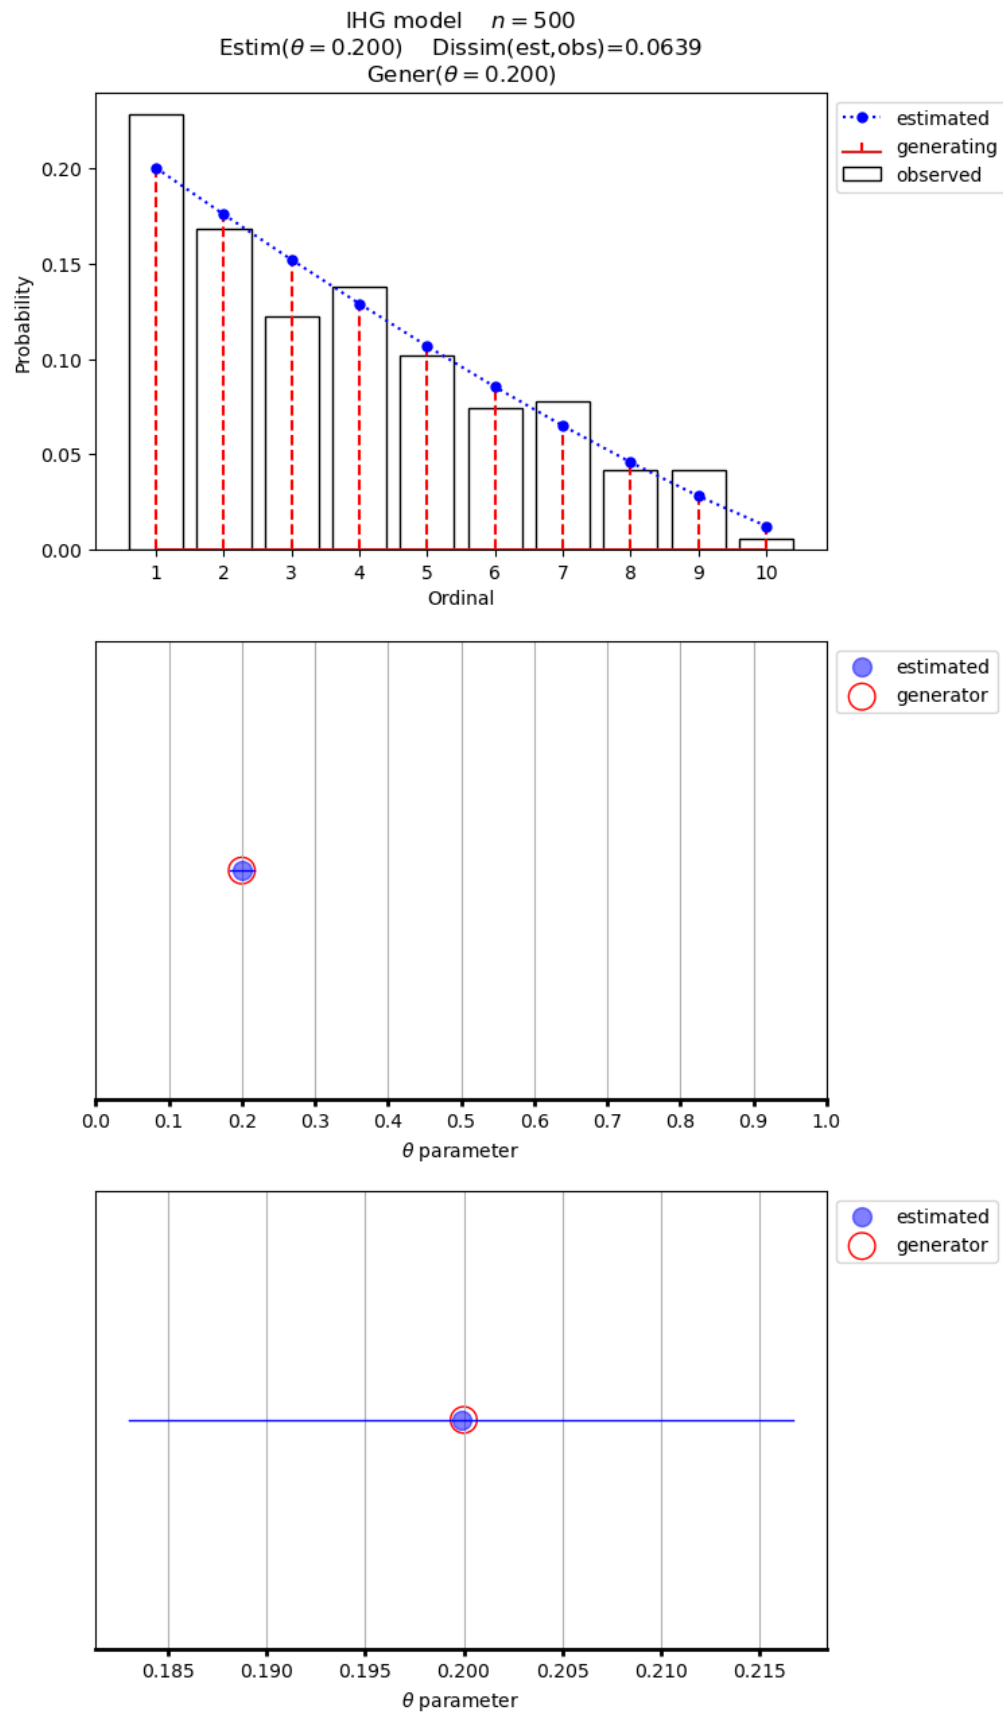 IHG model n = 500
Estim(θ = 0.200) Dissim(est,obs)=0.0639
Gener(θ = 0.200)
estimated
generating
observed
Probability
0.20
0.15
0.10
0.05
0.00
1 2 3 4 5 6 7 8 9 10
Ordinal
estimated
generator
0.0 0.1 0.2 0.3 0.4 0.5 0.6 0.7 0.8 0.9 1.0
θ parameter
estimated
generator
0.185 0.190 0.195 0.200 0.205 0.210 0.215
θ parameter